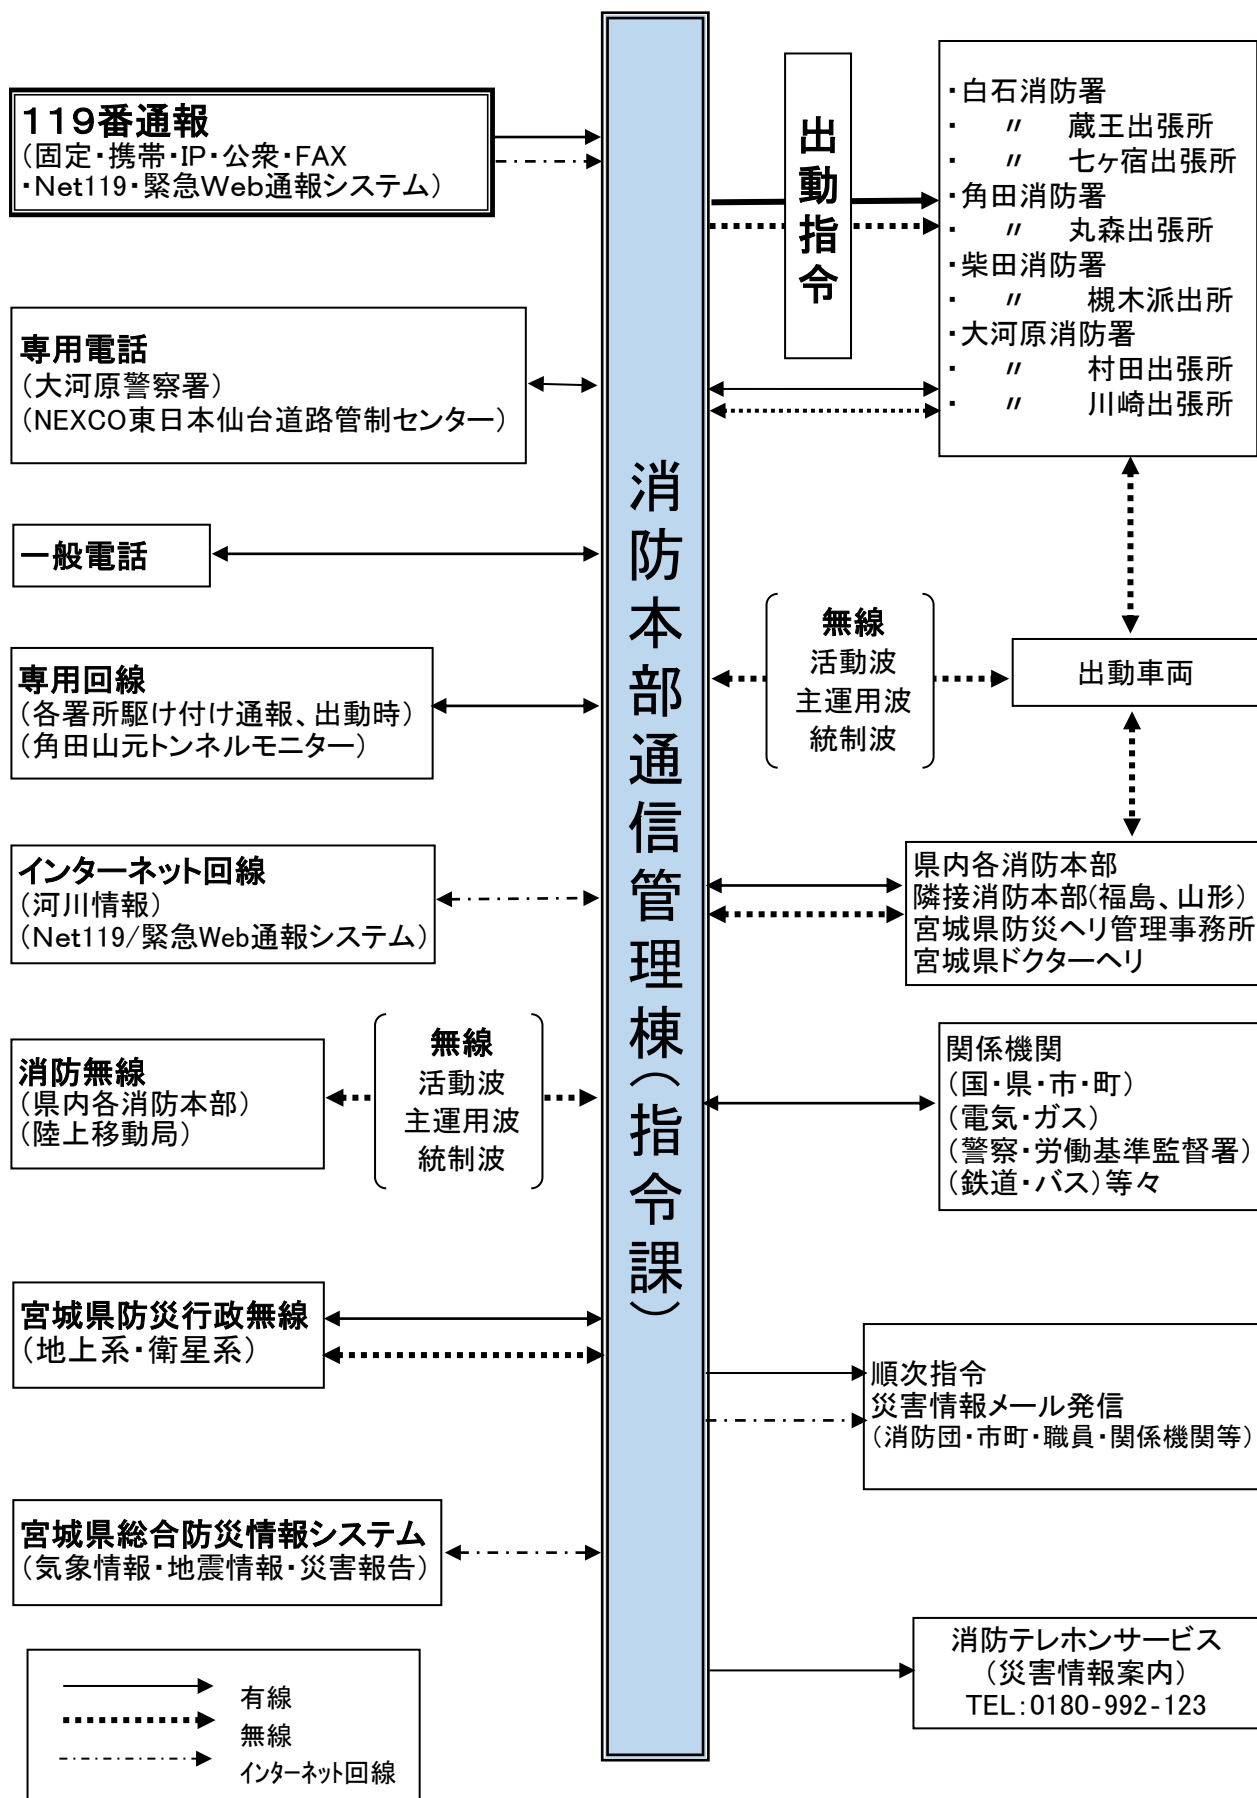 119番通報
(固定・携帯・IP・公衆・FAX
・Net119・緊急Web通報システム)
専用電話
(大河原警察署)
(NEXCO東日本仙台道路管制センター)
一般電話
専用回線
(各署所駆け付け通報、出動時)
(角田山元トンネルモニター)
インターネット回線
(河川情報)
(Net119/緊急Web通報システム)
消防無線
(県内各消防本部)
(陸上移動局)
無線
活動波
主運用波
統制波
宮城県防災行政無線
(地上系・衛星系)
宮城県総合防災情報システム
(気象情報・地震情報・災害報告)
有線
無線
インターネット回線
消防本部通信管理棟(指令課)
出動指令
・白石消防署
・ 〃 蔵王出張所
・ 〃 七ヶ宿出張所
・角田消防署
・ 〃 丸森出張所
・柴田消防署
・ 〃 槻木派出所
・大河原消防署
・ 〃 村田出張所
・ 〃 川崎出張所
無線
活動波
主運用波
統制波
出動車両
県内各消防本部
隣接消防本部(福島、山形)
宮城県防災ヘリ管理事務所
宮城県ドクターヘリ
関係機関
(国・県・市・町)
(電気・ガス)
(警察・労働基準監督署)
(鉄道・バス)等々
順次指令
災害情報メール発信
(消防団・市町・職員・関係機関等)
消防テレホンサービス
(災害情報案内)
TEL:0180-992-123